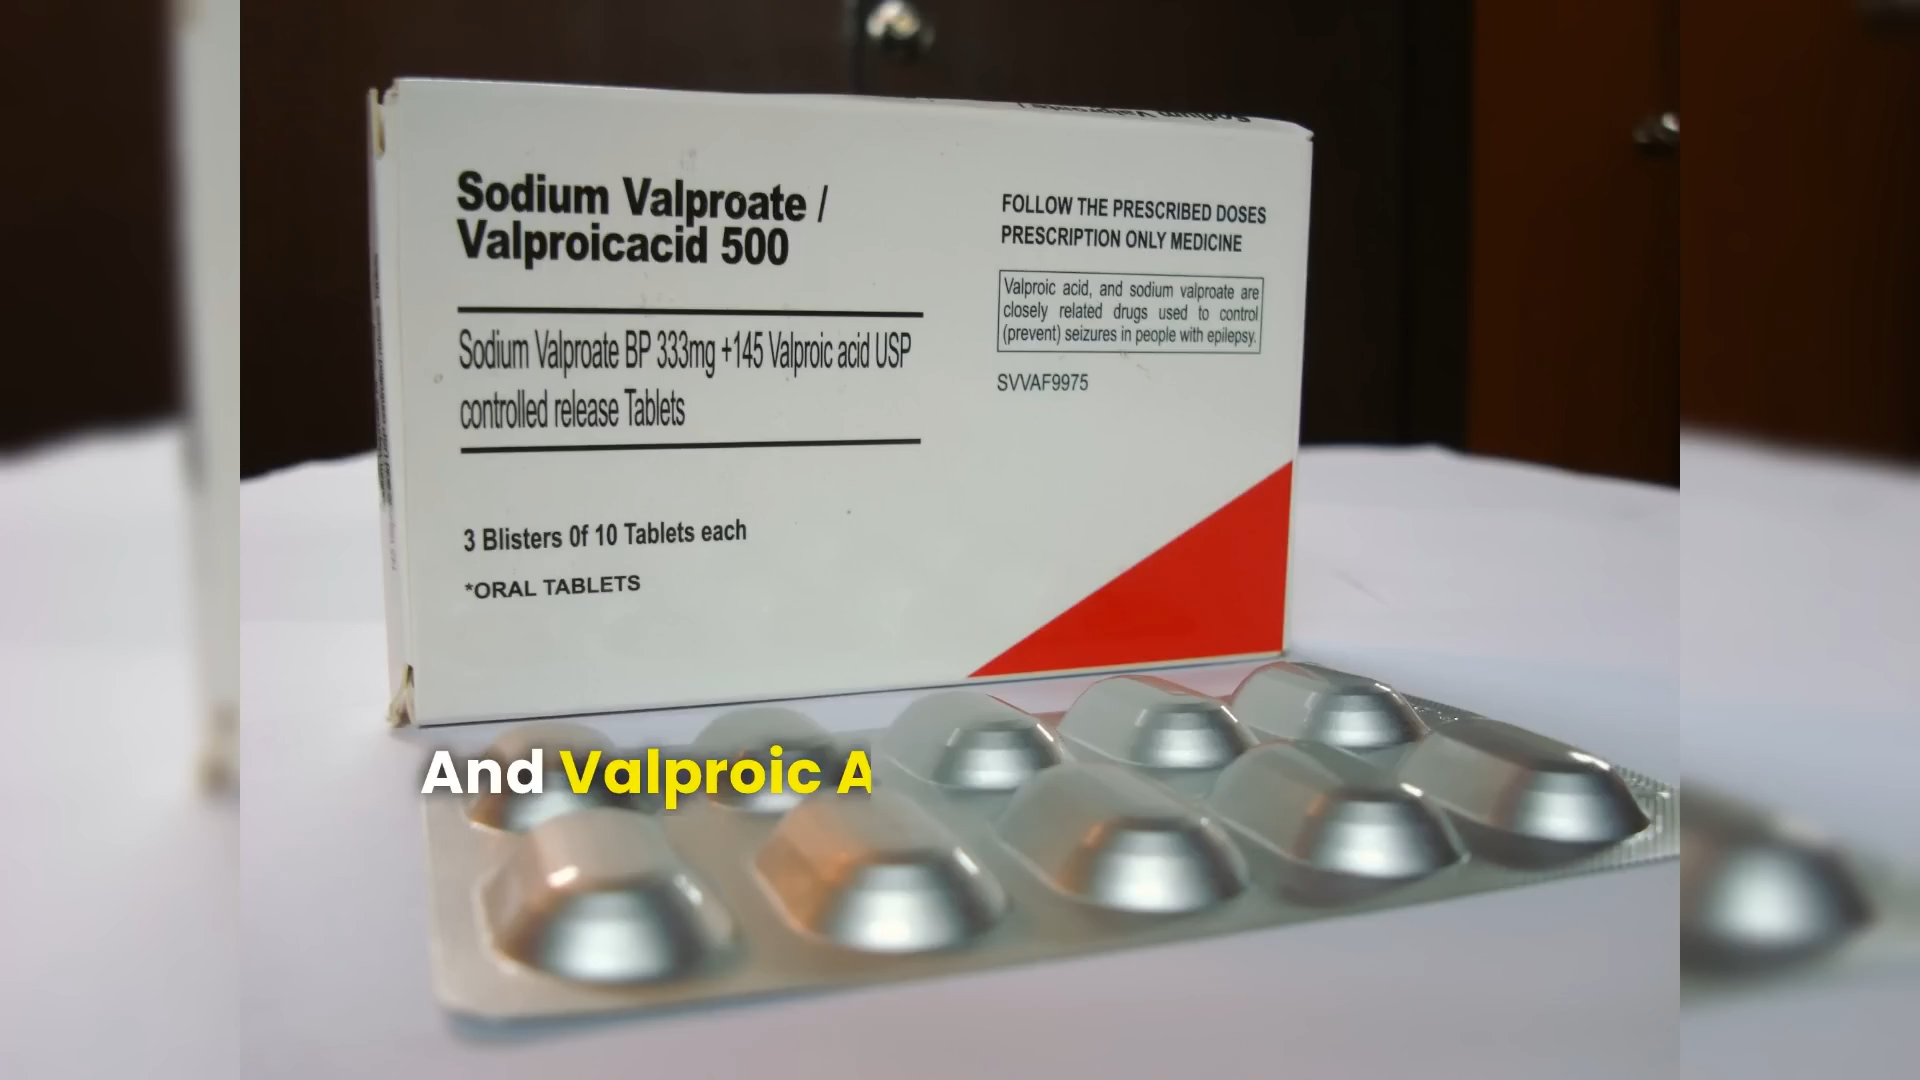 Sodium Valproate /
Valproicacid 500
Sodium Valproate BP 333mg +145 Valproic acid USP
controlled release Tablets
3 Blisters 0f 10 Tablets each
*ORAL TABLETS
FOLLOW THE PRESCRIBED DOSES
PRESCRIPTION ONLY MEDICINE
Valproic acid, and sodium valproate are
closely related drugs used to control
(prevent) seizures in people with epilepsy.
SVVAF9975
And Valproic A